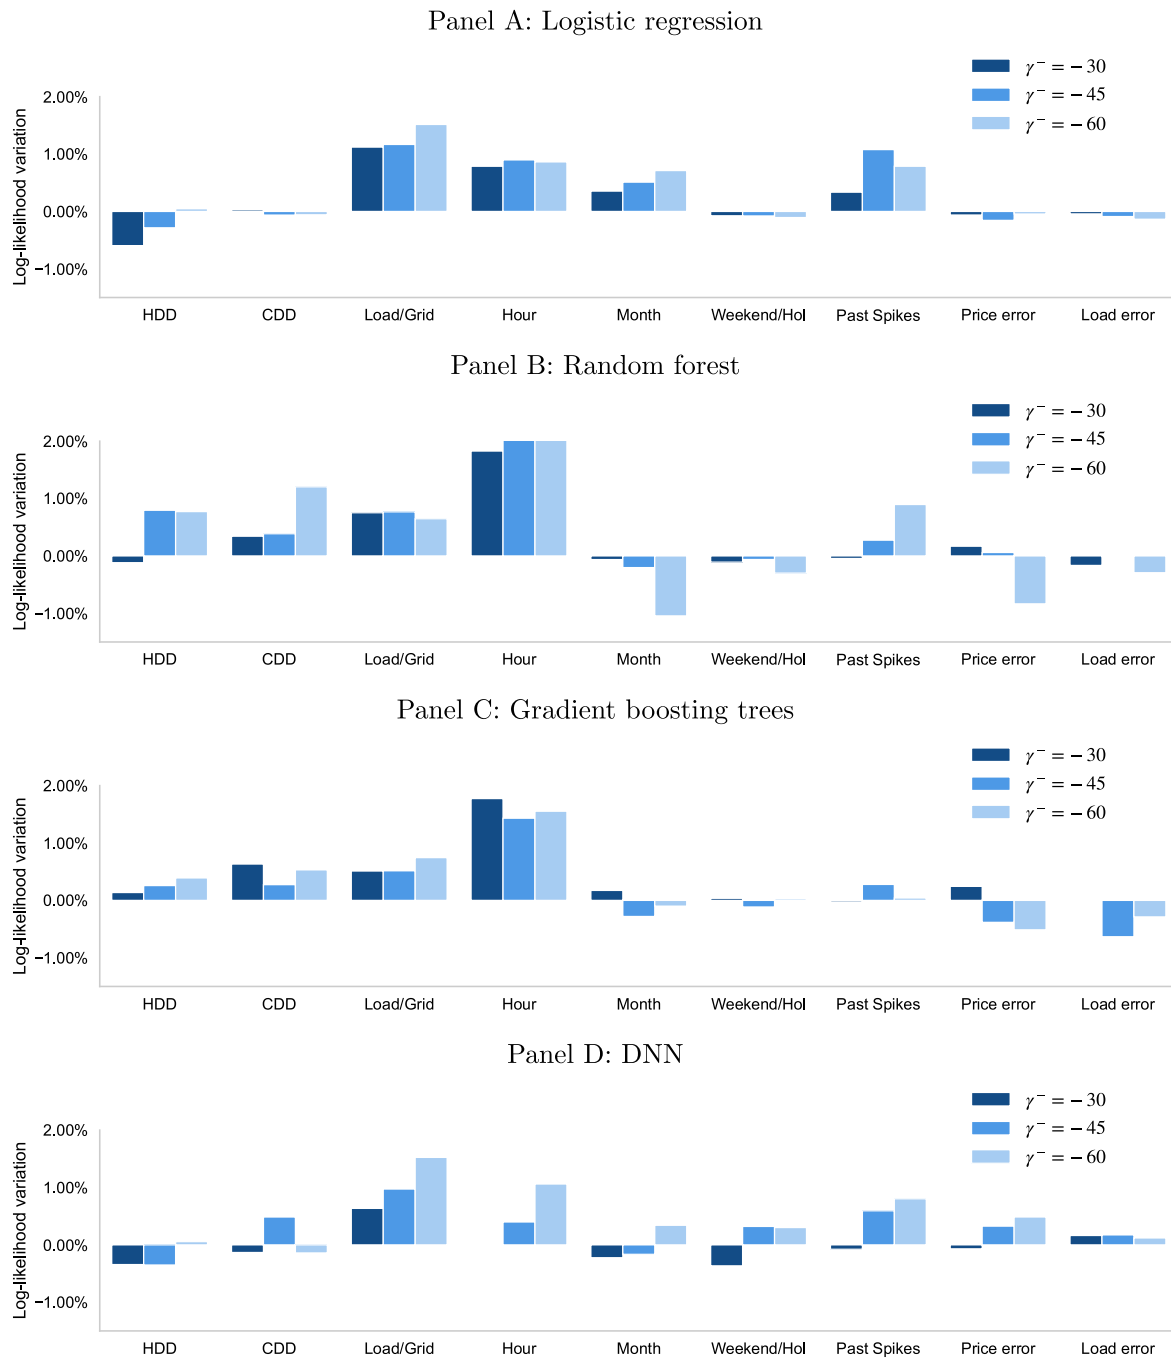 Panel A: Logistic regression
γ⁻ = −30
γ⁻ = −45
γ⁻ = −60
Log-likelihood variation
2.00%
1.00%
0.00%
−1.00%
HDD CDD Load/Grid Hour Month Weekend/Hol Past Spikes Price error Load error
Panel B: Random forest
γ⁻ = −30
γ⁻ = −45
γ⁻ = −60
Log-likelihood variation
2.00%
1.00%
0.00%
−1.00%
HDD CDD Load/Grid Hour Month Weekend/Hol Past Spikes Price error Load error
Panel C: Gradient boosting trees
γ⁻ = −30
γ⁻ = −45
γ⁻ = −60
Log-likelihood variation
2.00%
1.00%
0.00%
−1.00%
HDD CDD Load/Grid Hour Month Weekend/Hol Past Spikes Price error Load error
Panel D: DNN
γ⁻ = −30
γ⁻ = −45
γ⁻ = −60
Log-likelihood variation
2.00%
1.00%
0.00%
−1.00%
HDD CDD Load/Grid Hour Month Weekend/Hol Past Spikes Price error Load error